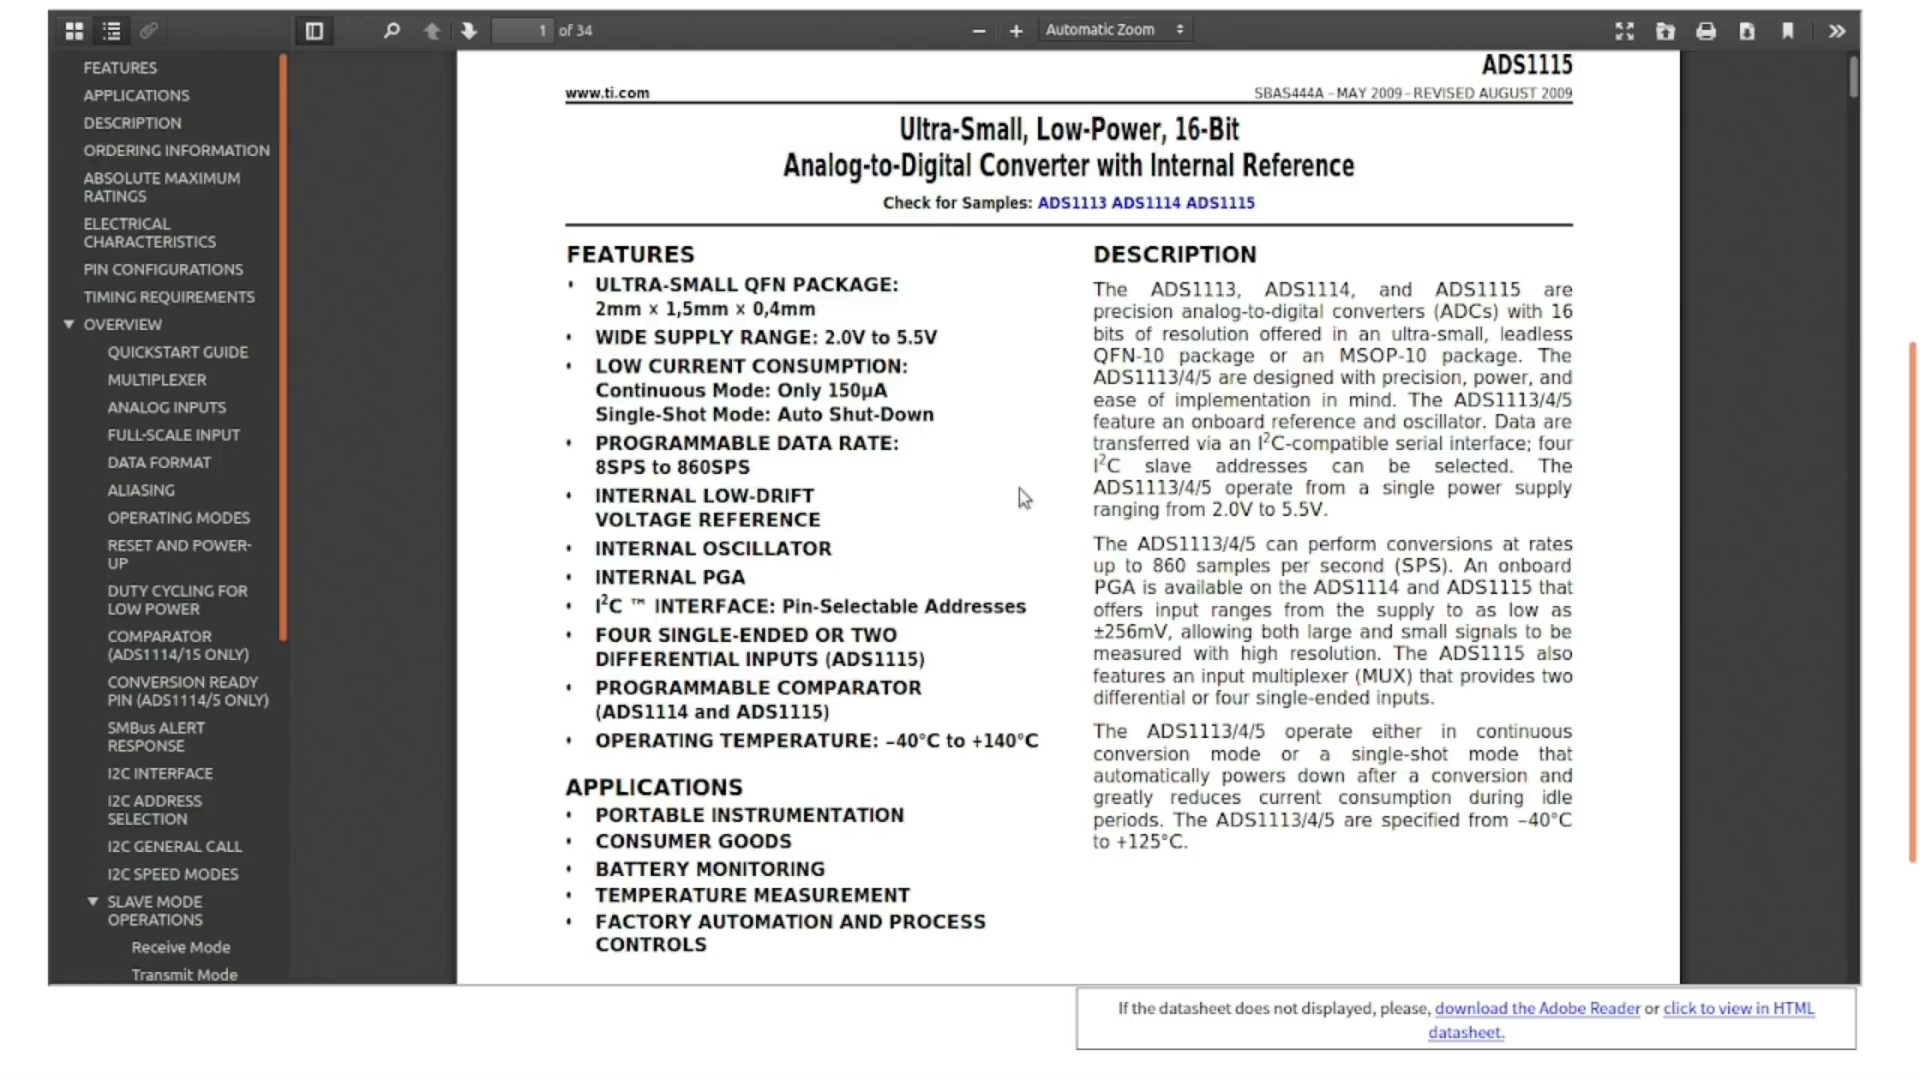 1 of 34
Automatic Zoom
FEATURES
APPLICATIONS
DESCRIPTION
ORDERING INFORMATION
ABSOLUTE MAXIMUM
RATINGS
ELECTRICAL
CHARACTERISTICS
PIN CONFIGURATIONS
TIMING REQUIREMENTS
OVERVIEW
QUICKSTART GUIDE
MULTIPLEXER
ANALOG INPUTS
FULL-SCALE INPUT
DATA FORMAT
ALIASING
OPERATING MODES
RESET AND POWER-
UP
DUTY CYCLING FOR
LOW POWER
COMPARATOR
(ADS1114/15 ONLY)
CONVERSION READY
PIN (ADS1114/5 ONLY)
SMBus ALERT
RESPONSE
I2C INTERFACE
I2C ADDRESS
SELECTION
I2C GENERAL CALL
I2C SPEED MODES
SLAVE MODE
OPERATIONS
Receive Mode
Transmit Mode
ADS1115
www.ti.com
SBAS444A – MAY 2009 – REVISED AUGUST 2009
Ultra-Small, Low-Power, 16-Bit
Analog-to-Digital Converter with Internal Reference
Check for Samples: ADS1113 ADS1114 ADS1115
FEATURES
• ULTRA-SMALL QFN PACKAGE:
2mm × 1,5mm × 0,4mm
• WIDE SUPPLY RANGE: 2.0V to 5.5V
• LOW CURRENT CONSUMPTION:
Continuous Mode: Only 150µA
Single-Shot Mode: Auto Shut-Down
• PROGRAMMABLE DATA RATE:
8SPS to 860SPS
• INTERNAL LOW-DRIFT
VOLTAGE REFERENCE
• INTERNAL OSCILLATOR
• INTERNAL PGA
• I²C ™ INTERFACE: Pin-Selectable Addresses
• FOUR SINGLE-ENDED OR TWO
DIFFERENTIAL INPUTS (ADS1115)
• PROGRAMMABLE COMPARATOR
(ADS1114 and ADS1115)
• OPERATING TEMPERATURE: –40°C to +140°C
APPLICATIONS
• PORTABLE INSTRUMENTATION
• CONSUMER GOODS
• BATTERY MONITORING
• TEMPERATURE MEASUREMENT
• FACTORY AUTOMATION AND PROCESS
CONTROLS
DESCRIPTION
The ADS1113, ADS1114, and ADS1115 are
precision analog-to-digital converters (ADCs) with 16
bits of resolution offered in an ultra-small, leadless
QFN-10 package or an MSOP-10 package. The
ADS1113/4/5 are designed with precision, power, and
ease of implementation in mind. The ADS1113/4/5
feature an onboard reference and oscillator. Data are
transferred via an I²C-compatible serial interface; four
I²C slave addresses can be selected. The
ADS1113/4/5 operate from a single power supply
ranging from 2.0V to 5.5V.
The ADS1113/4/5 can perform conversions at rates
up to 860 samples per second (SPS). An onboard
PGA is available on the ADS1114 and ADS1115 that
offers input ranges from the supply to as low as
±256mV, allowing both large and small signals to be
measured with high resolution. The ADS1115 also
features an input multiplexer (MUX) that provides two
differential or four single-ended inputs.
The ADS1113/4/5 operate either in continuous
conversion mode or a single-shot mode that
automatically powers down after a conversion and
greatly reduces current consumption during idle
periods. The ADS1113/4/5 are specified from –40°C
to +125°C.
If the datasheet does not displayed, please, download the Adobe Reader or click to view in HTML
datasheet.